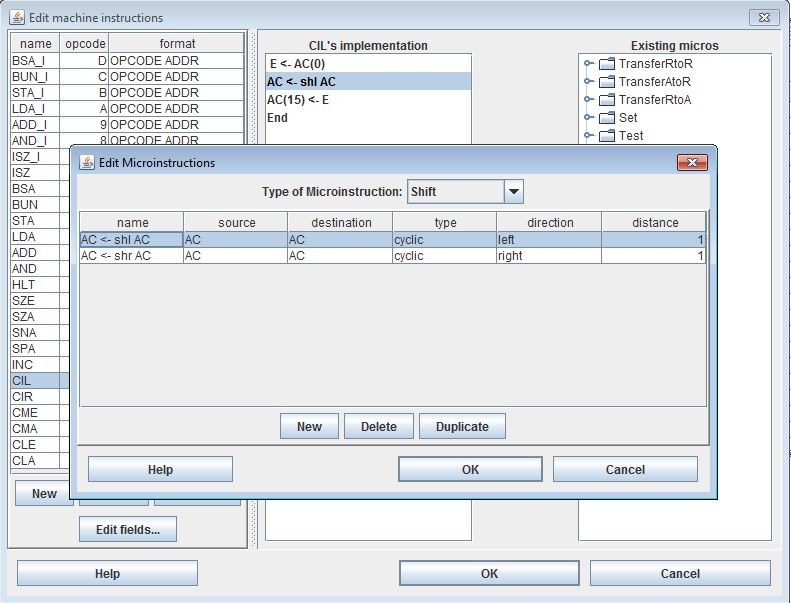 Edit machine instructions
name opcode format
BSA_I D OPCODE ADDR
BUN_I C OPCODE ADDR
STA_I B OPCODE ADDR
LDA_I A OPCODE ADDR
ADD_I 9 OPCODE ADDR
AND_I 8 OPCODE ADDR
ISZ_I
ISZ
BSA
BUN
STA
LDA
ADD
AND
HLT
SZE
SZA
SNA
SPA
INC
CIL
CIR
CME
CMA
CLE
CLA
New
Edit fields...
CIL's implementation
E <- AC(0)
AC <- shl AC
AC(15) <- E
End
Existing micros
TransferRtoR
TransferAtoR
TransferRtoA
Set
Test
Edit Microinstructions
Type of Microinstruction: Shift
name source destination type direction distance
AC <- shl AC AC AC cyclic left 1
AC <- shr AC AC AC cyclic right 1
New Delete Duplicate
Help OK Cancel
Help OK Cancel